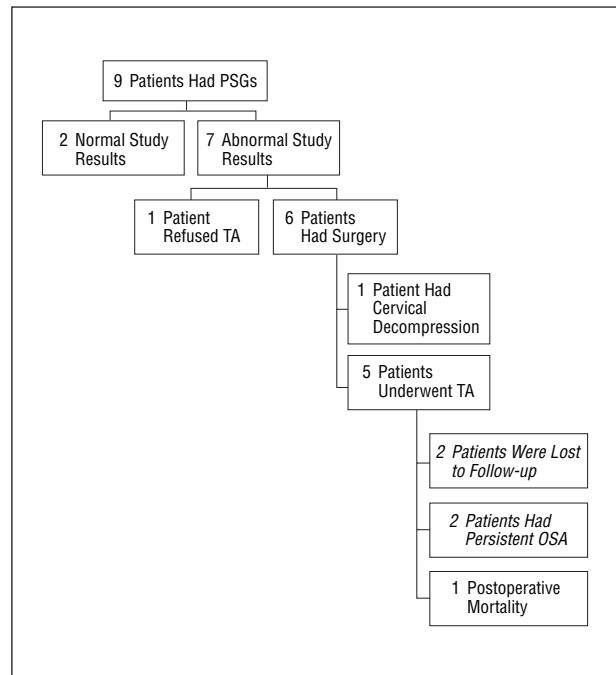 9 Patients Had PSGs
2 Normal Study
Results
7 Abnormal Study
Results
1 Patient
Refused TA
6 Patients
Had Surgery
1 Patient Had
Cervical
Decompression
5 Patients
Underwent TA
2 Patients Were Lost
to Follow-up
2 Patients Had
Persistent OSA
1 Postoperative
Mortality